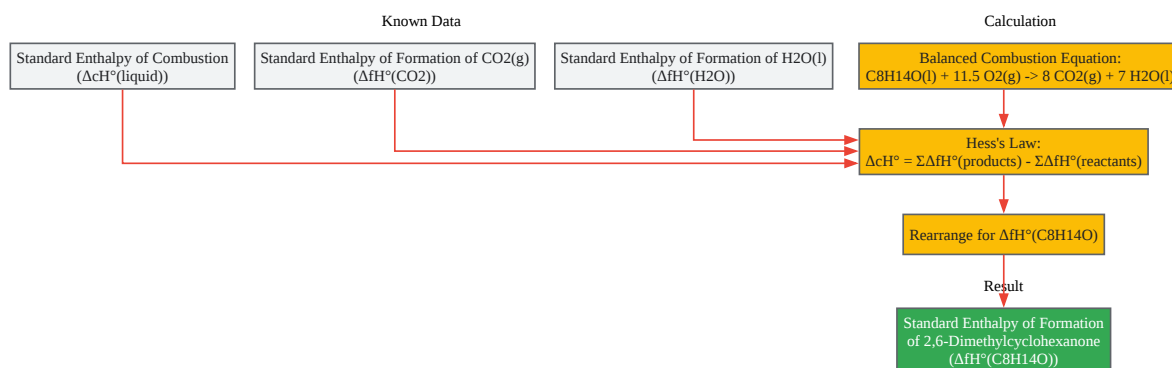 Known Data
Calculation
Standard Enthalpy of Combustion
(ΔcH°(liquid))
Standard Enthalpy of Formation of CO2(g)
(ΔfH°(CO2))
Standard Enthalpy of Formation of H2O(l)
(ΔfH°(H2O))
Balanced Combustion Equation:
C8H14O(l) + 11.5 O2(g) -> 8 CO2(g) + 7 H2O(l)
Hess's Law:
ΔcH° = ΣΔfH°(products) - ΣΔfH°(reactants)
Rearrange for ΔfH°(C8H14O)
Result
Standard Enthalpy of Formation
of 2,6-Dimethylcyclohexanone
(ΔfH°(C8H14O))